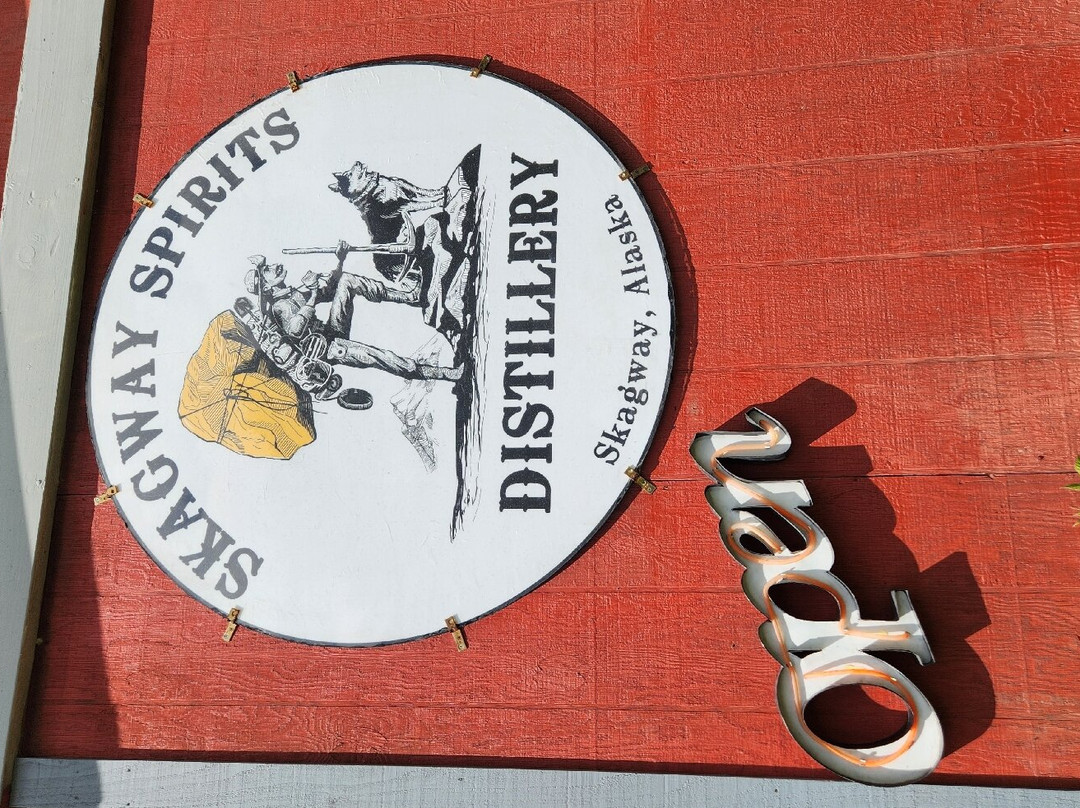 SKAGWAY SPIRITS
DISTILLERY
Skagway, Alaska
Open